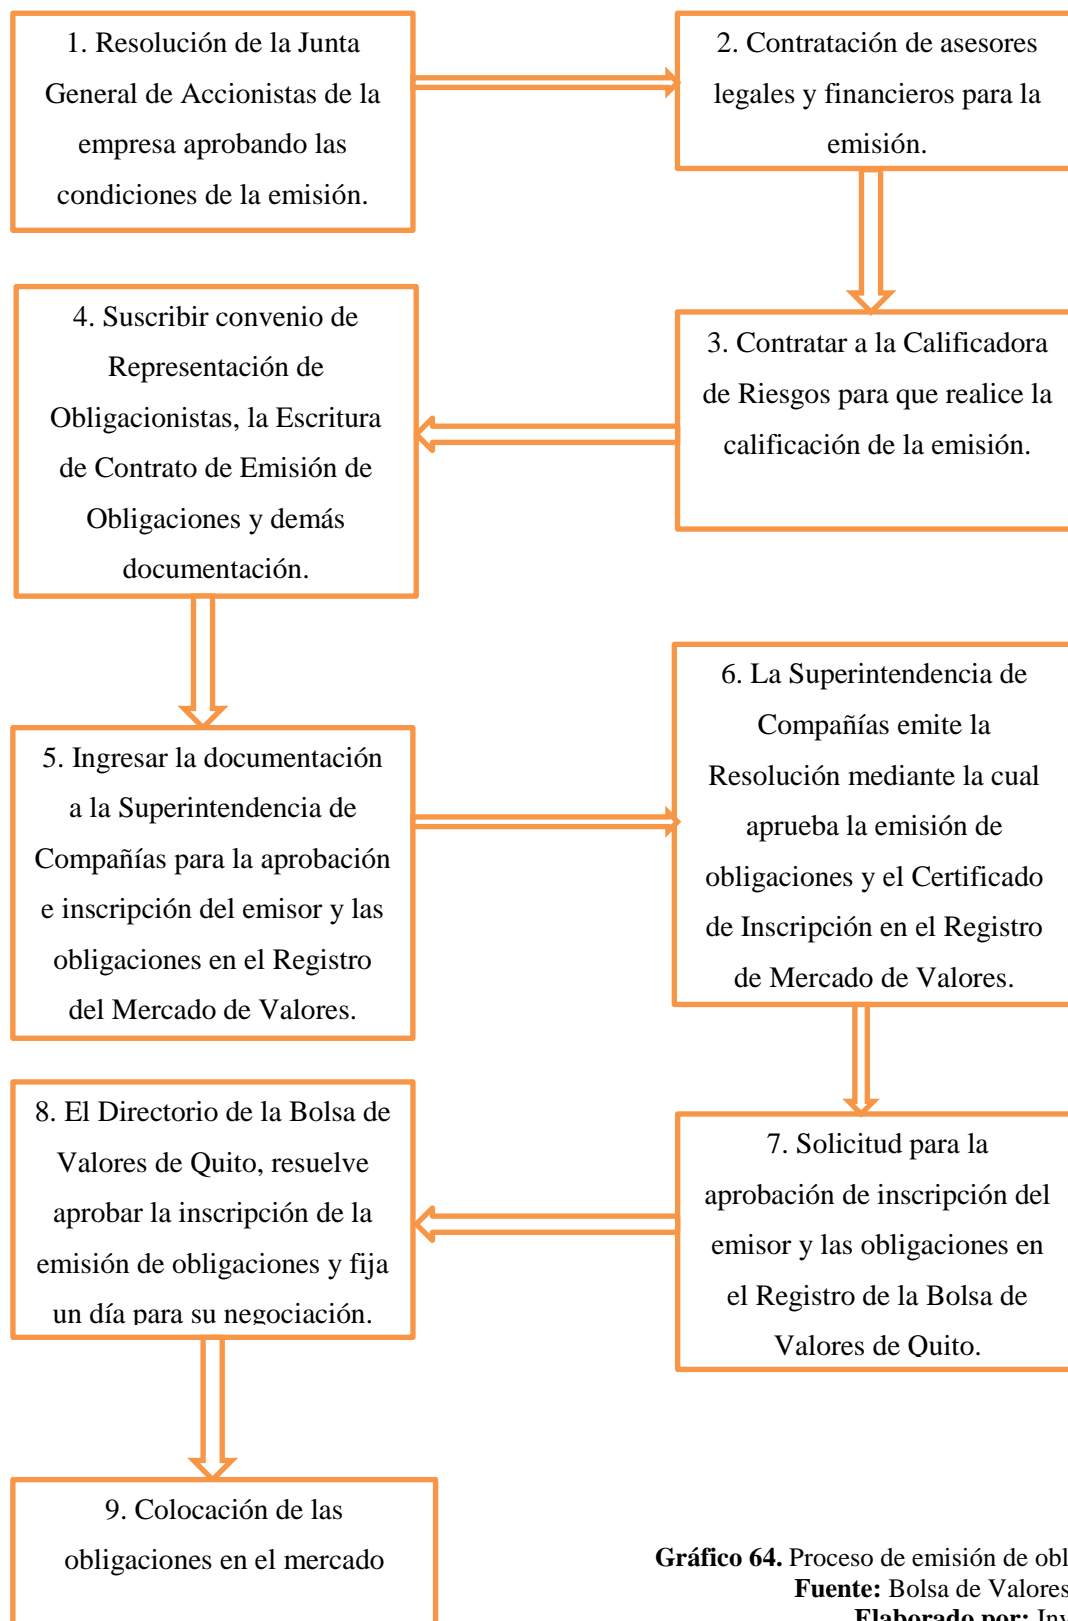 1. Resolución de la Junta
General de Accionistas de la
empresa aprobando las
condiciones de la emisión.
2. Contratación de asesores
legales y financieros para la
emisión.
3. Contratar a la Calificadora
de Riesgos para que realice la
calificación de la emisión.
4. Suscribir convenio de
Representación de
Obligacionistas, la Escritura
de Contrato de Emisión de
Obligaciones y demás
documentación.
5. Ingresar la documentación
a la Superintendencia de
Compañías para la aprobación
e inscripción del emisor y las
obligaciones en el Registro
del Mercado de Valores.
6. La Superintendencia de
Compañías emite la
Resolución mediante la cual
aprueba la emisión de
obligaciones y el Certificado
de Inscripción en el Registro
de Mercado de Valores.
7. Solicitud para la
aprobación de inscripción del
emisor y las obligaciones en
el Registro de la Bolsa de
Valores de Quito.
8. El Directorio de la Bolsa de
Valores de Quito, resuelve
aprobar la inscripción de la
emisión de obligaciones y fija
un día para su negociación.
9. Colocación de las
obligaciones en el mercado
Gráfico 64. Proceso de emisión de
Fuente: Bolsa de Valores
Elaborado por: